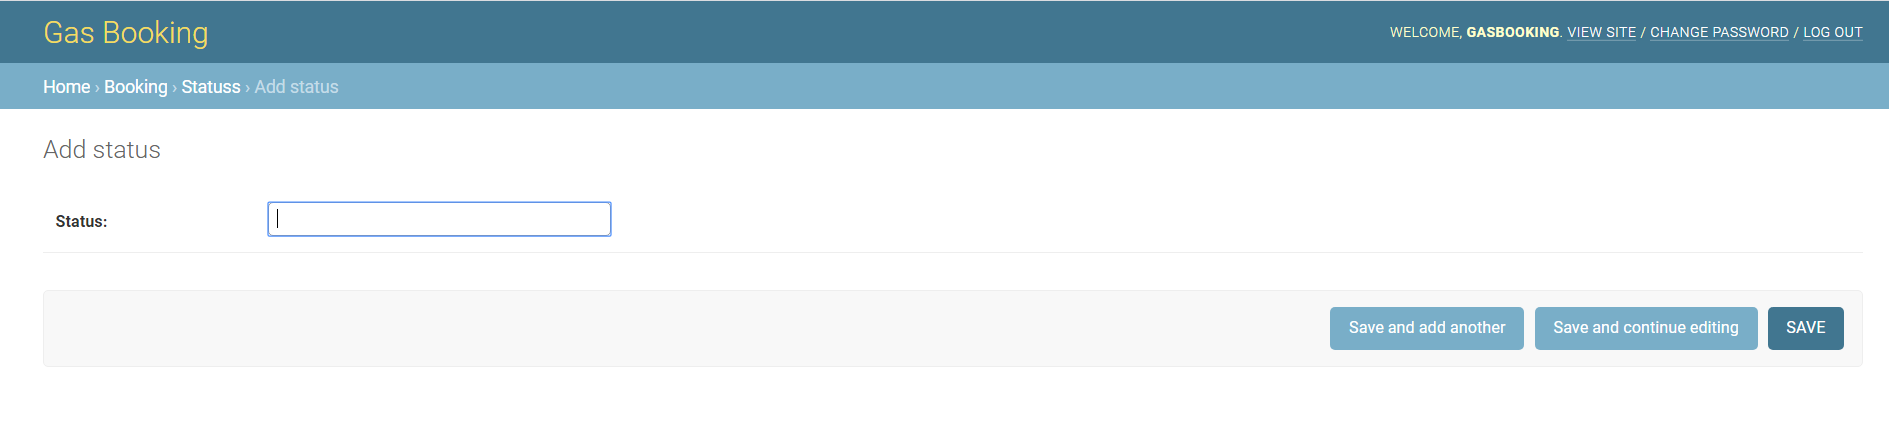 Gas Booking
WELCOME, GASBOOKING. VIEW SITE / CHANGE PASSWORD / LOG OUT
Home › Booking › Statuss › Add status
Add status
Status:
Save and add another Save and continue editing SAVE